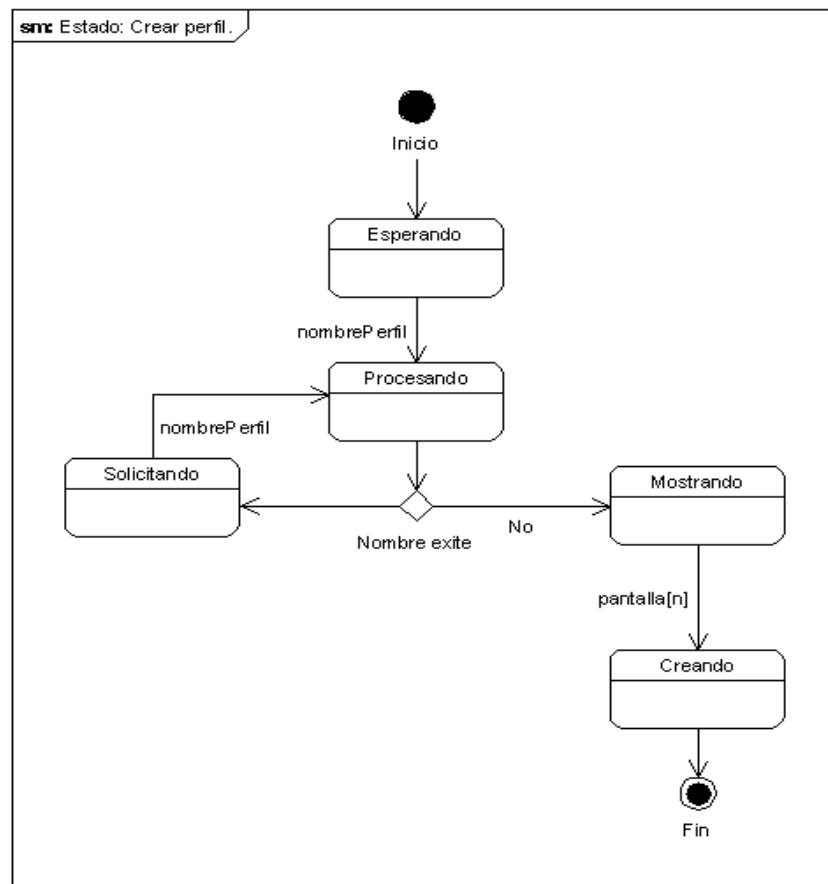 sm: Estado: Crear perfil.
Inicio
Esperando
nombrePerfil
Procesando
nombrePerfil
Solicitando
Mostrando
Nombre exite
No
pantalla[n]
Creando
Fin